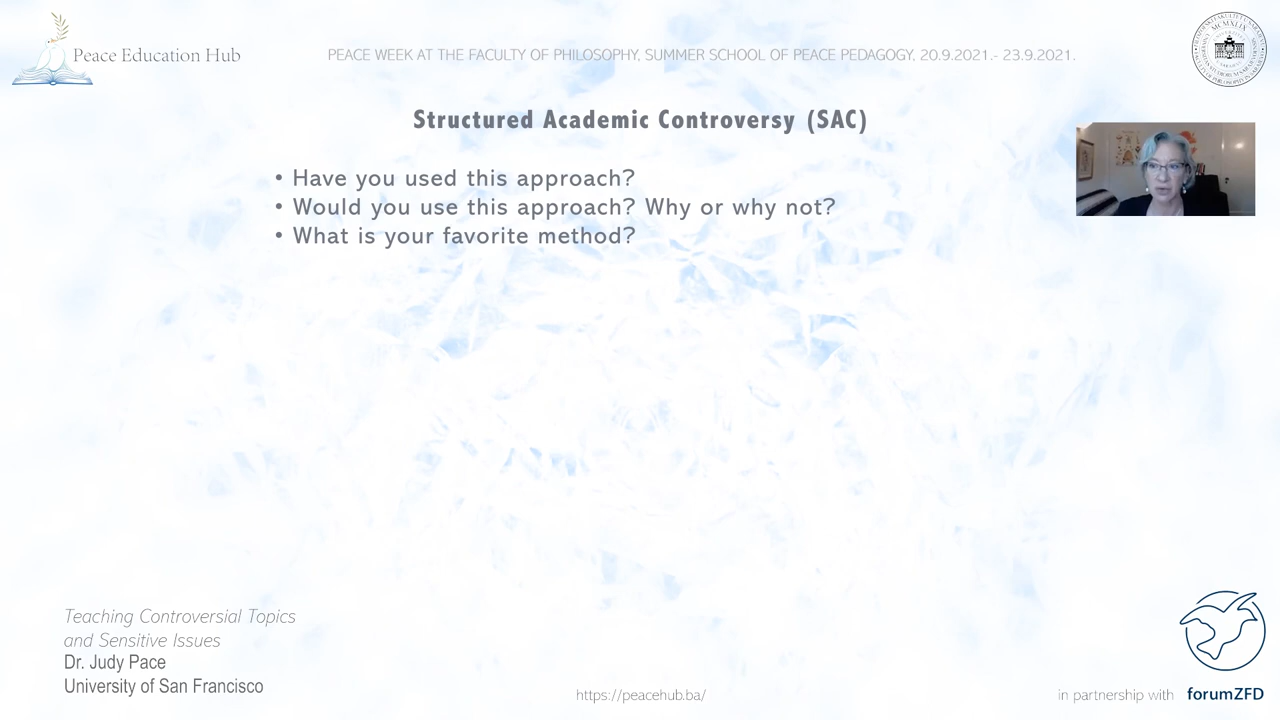 Peace Education Hub
PEACE WEEK AT THE FACULTY OF PHILOSOPHY, SUMMER SCHOOL OF PEACE PEDAGOGY, 20.9.2021.- 23.9.2021.
Structured Academic Controversy (SAC)
• Have you used this approach?
• Would you use this approach? Why or why not?
• What is your favorite method?
Teaching Controversial Topics
and Sensitive Issues
Dr. Judy Pace
University of San Francisco
https://peacehub.ba/
in partnership with forumZFD